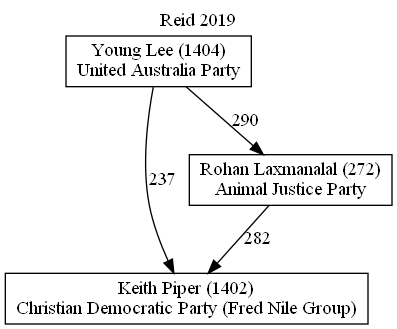 Reid 2019
Young Lee (1404)
United Australia Party
290
Rohan Laxmanalal (272)
Animal Justice Party
237
282
Keith Piper (1402)
Christian Democratic Party (Fred Nile Group)